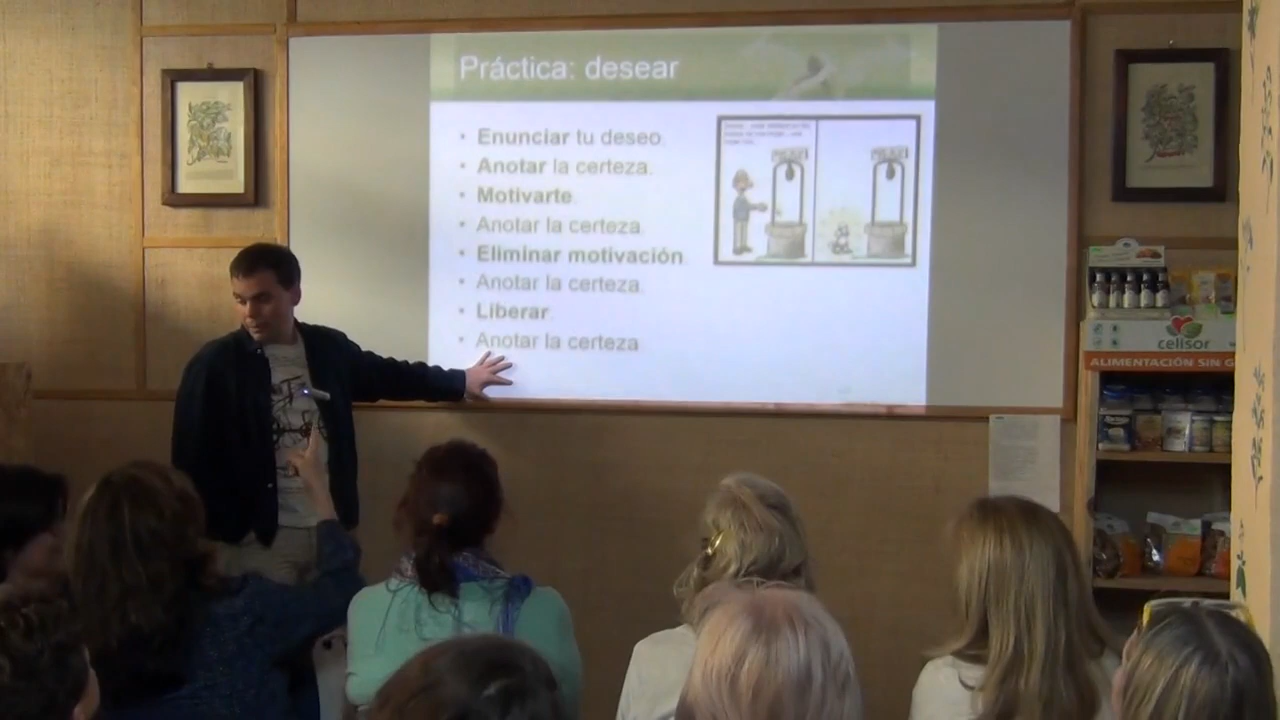 Práctica: desear
• Enunciar tu deseo.
• Anotar la certeza.
• Motivarte.
• Anotar la certeza.
• Eliminar motivación.
• Anotar la certeza.
• Liberar.
• Anotar la certeza
celisor
ALIMENTACIÓN SIN G